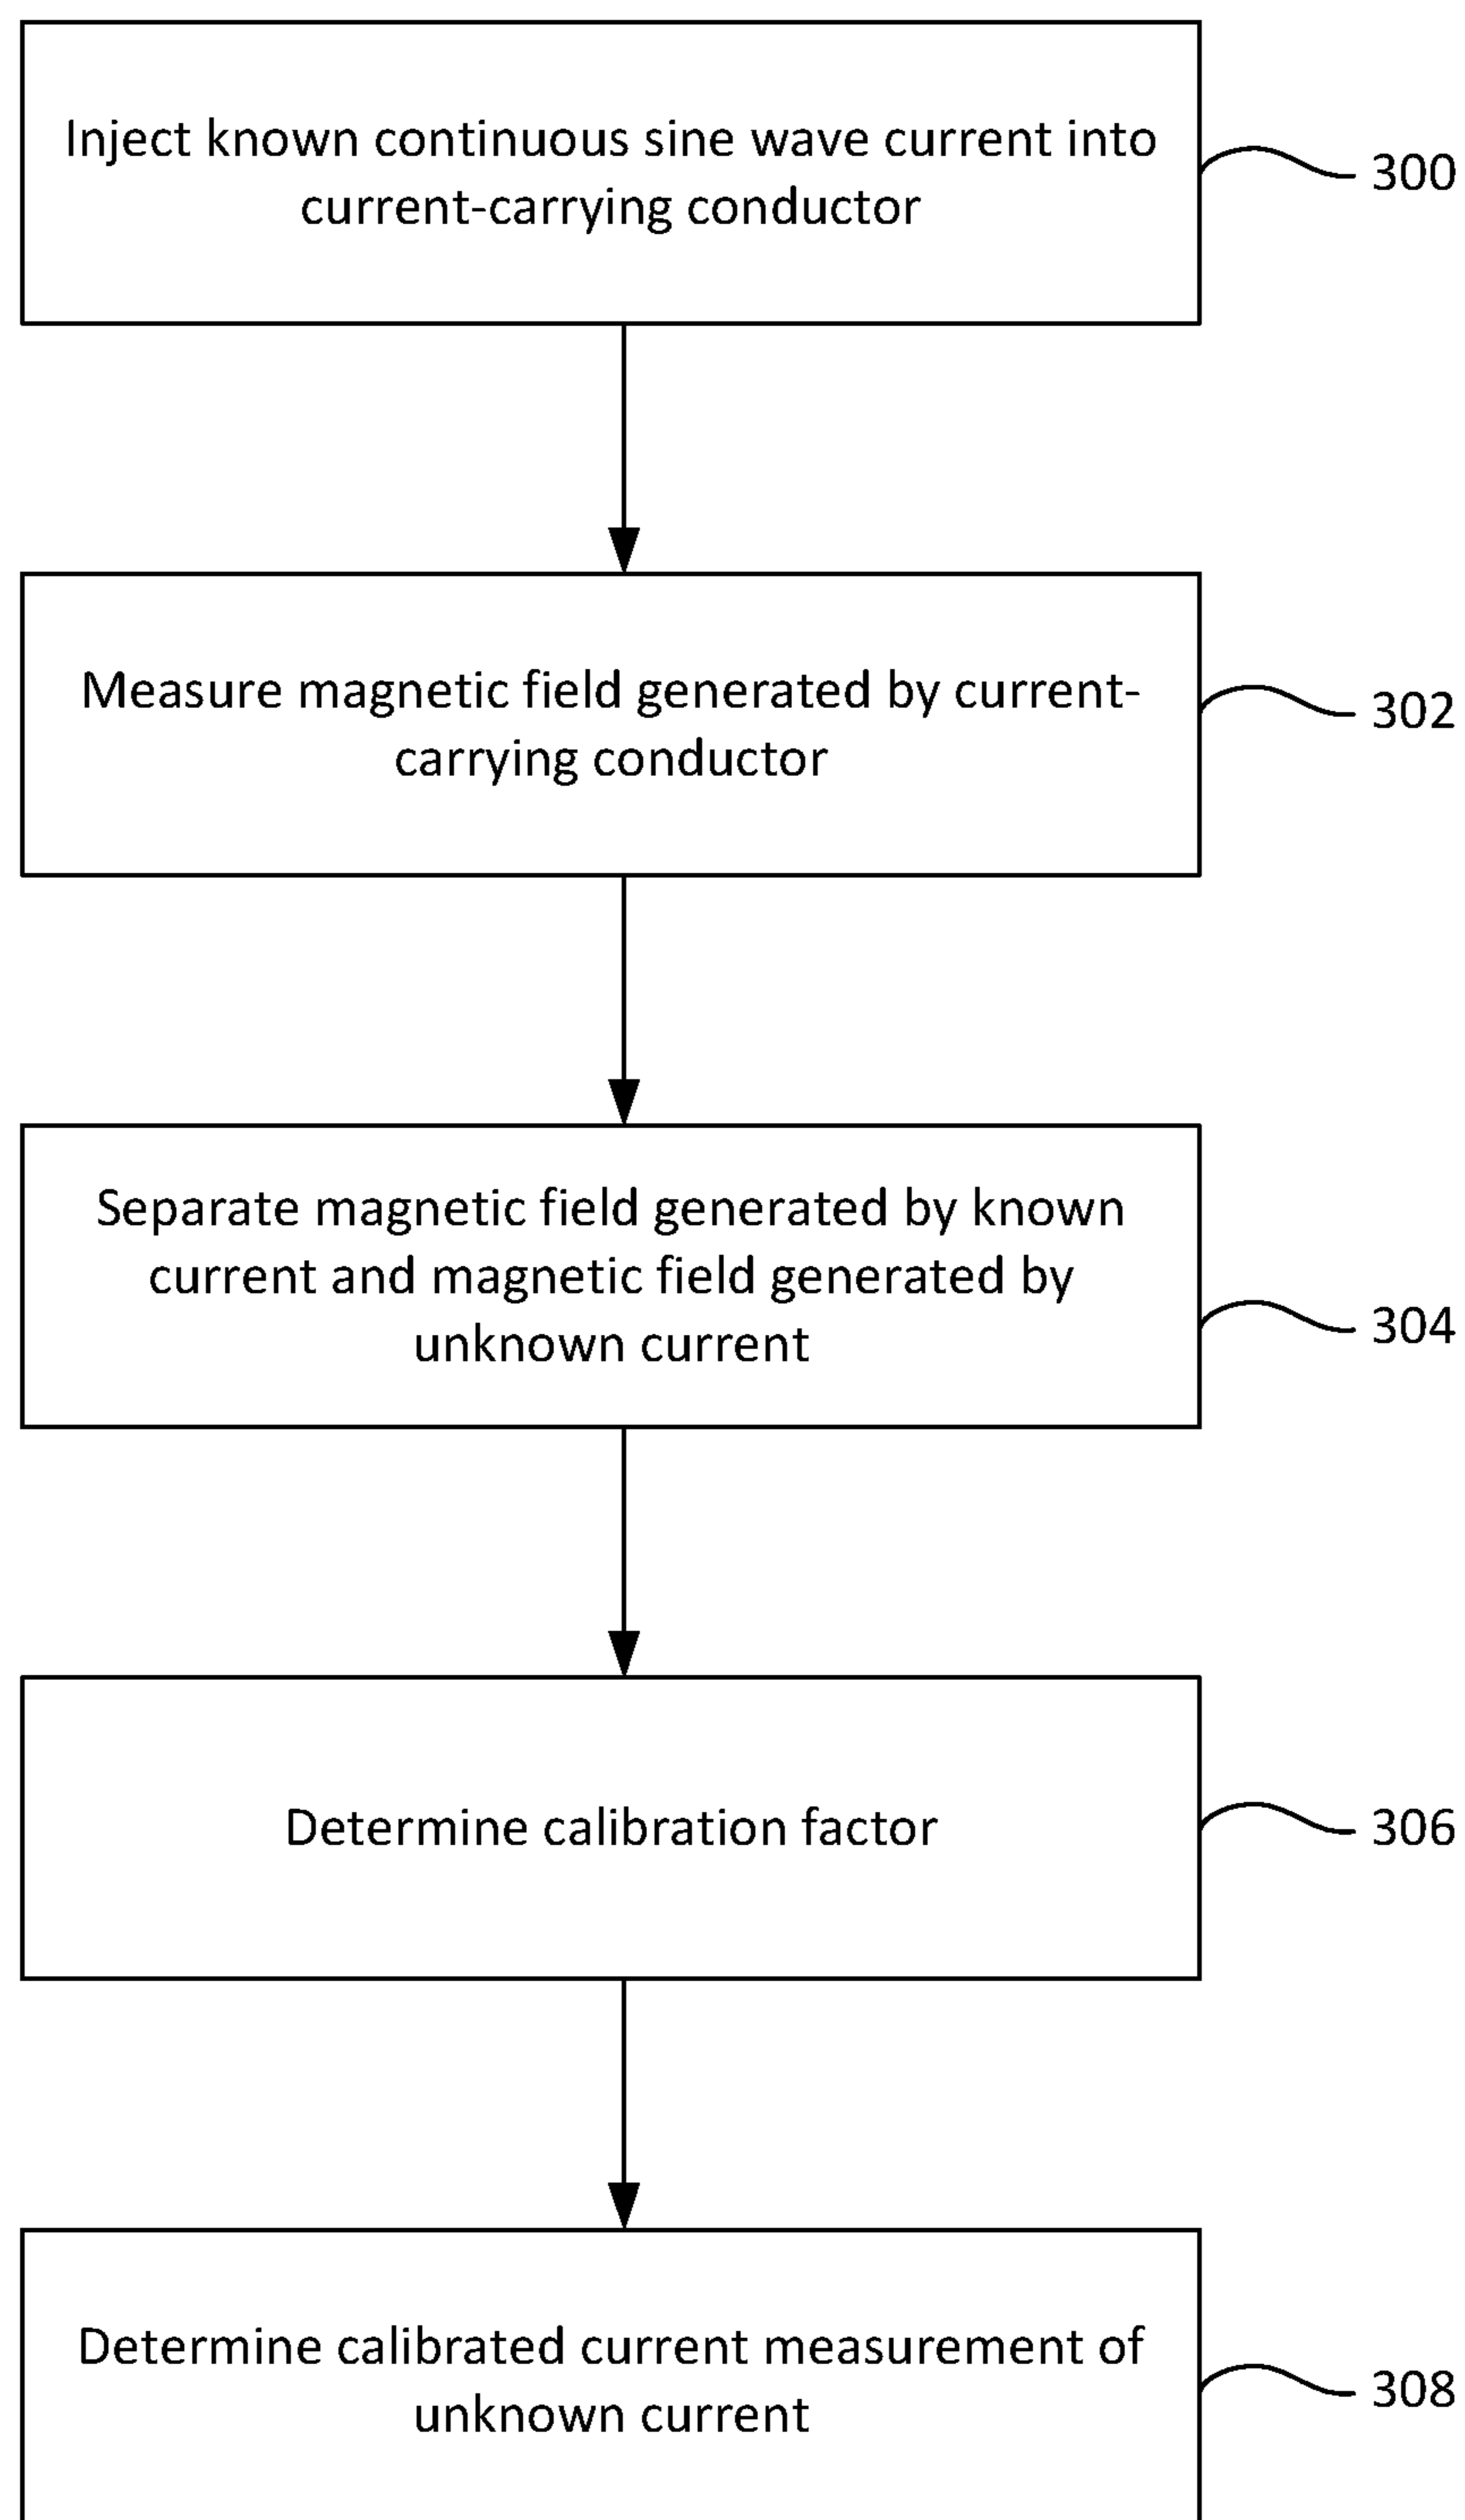 Inject known continuous sine wave current into
current-carrying conductor
300
Measure magnetic field generated by current-
carrying conductor
302
Separate magnetic field generated by known
current and magnetic field generated by
unknown current
304
Determine calibration factor
306
Determine calibrated current measurement of
unknown current
308